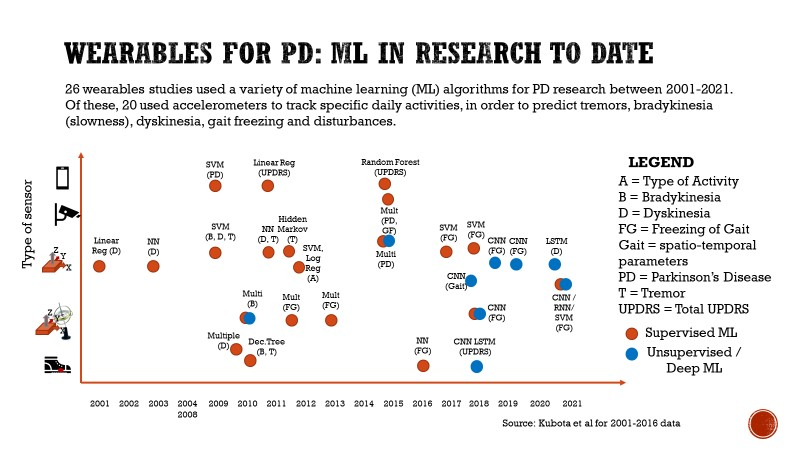 WEARABLES FOR PD: ML IN RESEARCH TO DATE
26 wearables studies used a variety of machine learning (ML) algorithms for PD research between 2001-2021.
Of these, 20 used accelerometers to track specific daily activities, in order to predict tremors, bradykinesia
(slowness), dyskinesia, gait freezing and disturbances.
Type of sensor
Z
Y
X
Z
Y
X
SVM
(PD)
Linear Reg
(UPDRS)
Random Forest
(UPDRS)
Mult
(PD,
GF)
Multi
(PD)
Linear
Reg (D)
NN
(D)
SVM
(B, D, T)
NN
(D, T)
Hidden
Markov
(T)
SVM,
Log
Reg
(A)
SVM
(FG)
SVM
(FG)
CNN
(FG)
CNN
(FG)
LSTM
(D)
CNN
(Gait)
CNN /
RNN/
SVM
(FG)
Multi
(B)
Mult
(FG)
Mult
(FG)
CNN
(FG)
Multiple
(D)
Dec.Tree
(B, T)
NN
(FG)
CNN LSTM
(UPDRS)
2001 2002 2003 2004 2009 2010 2011 2012 2013 2014 2015 2016 2017 2018 2019 2020 2021
2008
LEGEND
A = Type of Activity
B = Bradykinesia
D = Dyskinesia
FG = Freezing of Gait
Gait = spatio-temporal
parameters
PD = Parkinson's Disease
T = Tremor
UPDRS = Total UPDRS
Supervised ML
Unsupervised /
Deep ML
Source: Kubota et al for 2001-2016 data